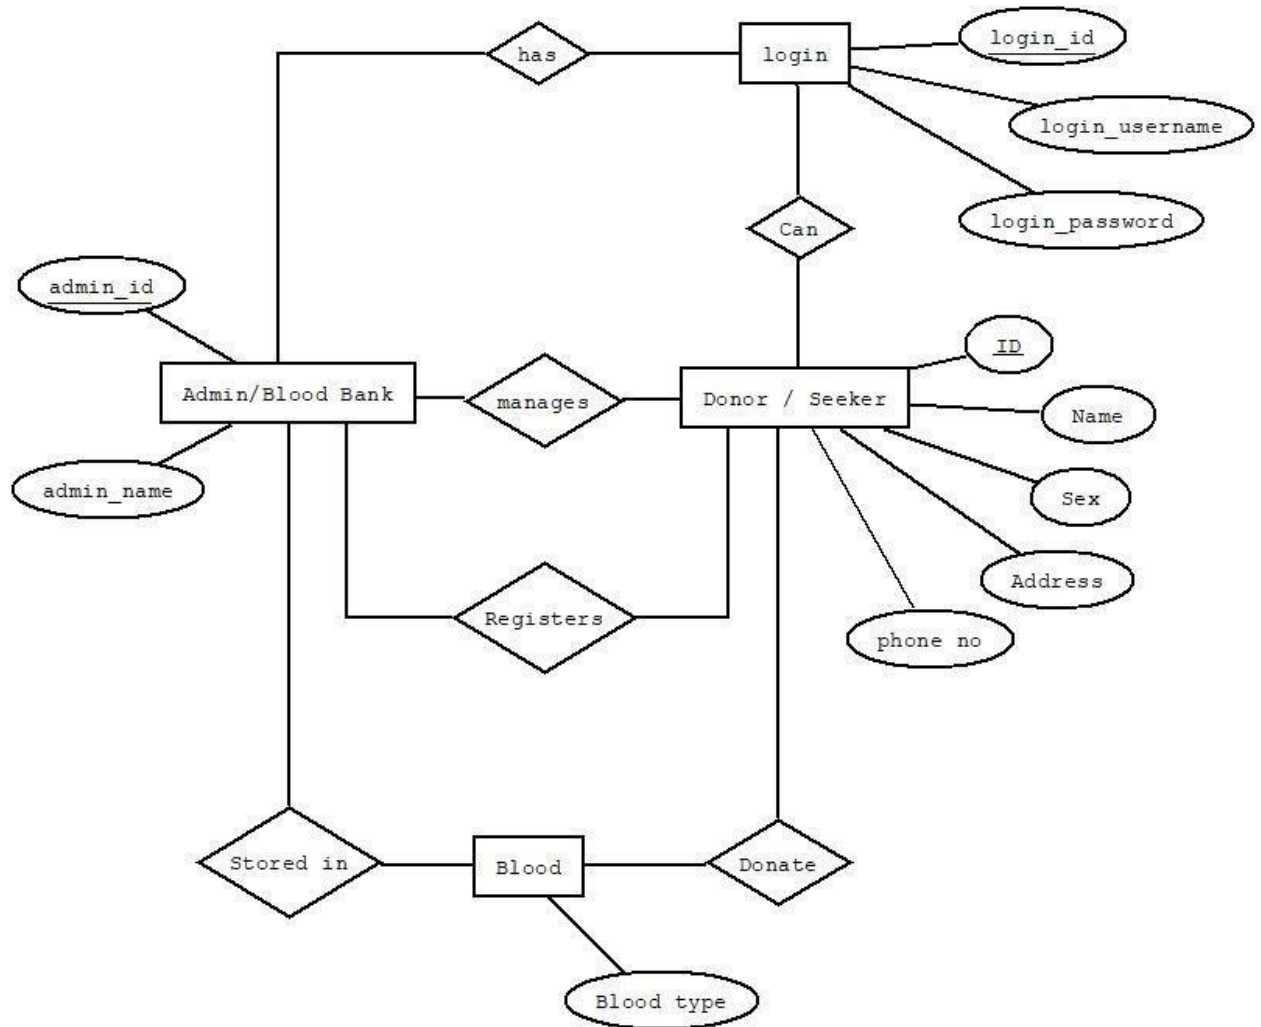 has
login
login_id
login_username
login_password
Can
admin_id
ID
Admin/Blood Bank
manages
Donor / Seeker
Name
admin_name
Sex
Address
Registers
phone no
Stored in
Blood
Donate
Blood type